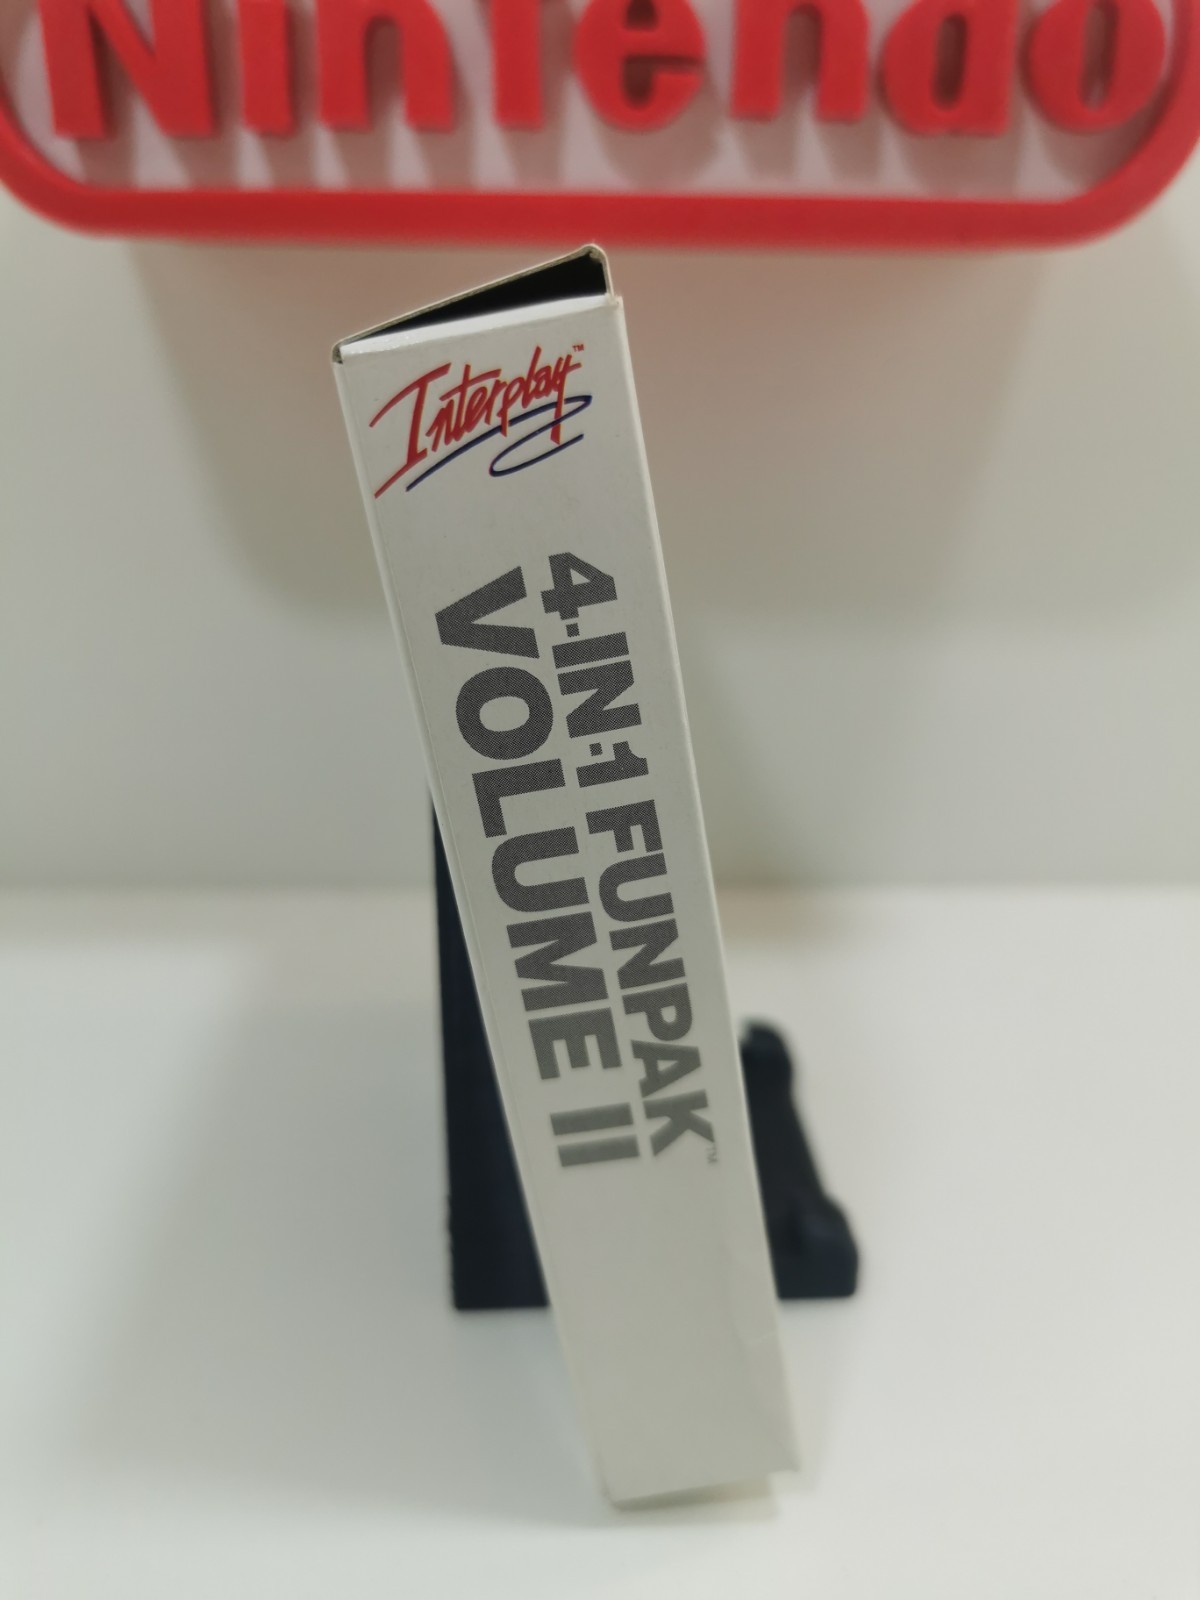 Nintendo
Interplay™
4-IN-1 FUNPAK™
VOLUME II